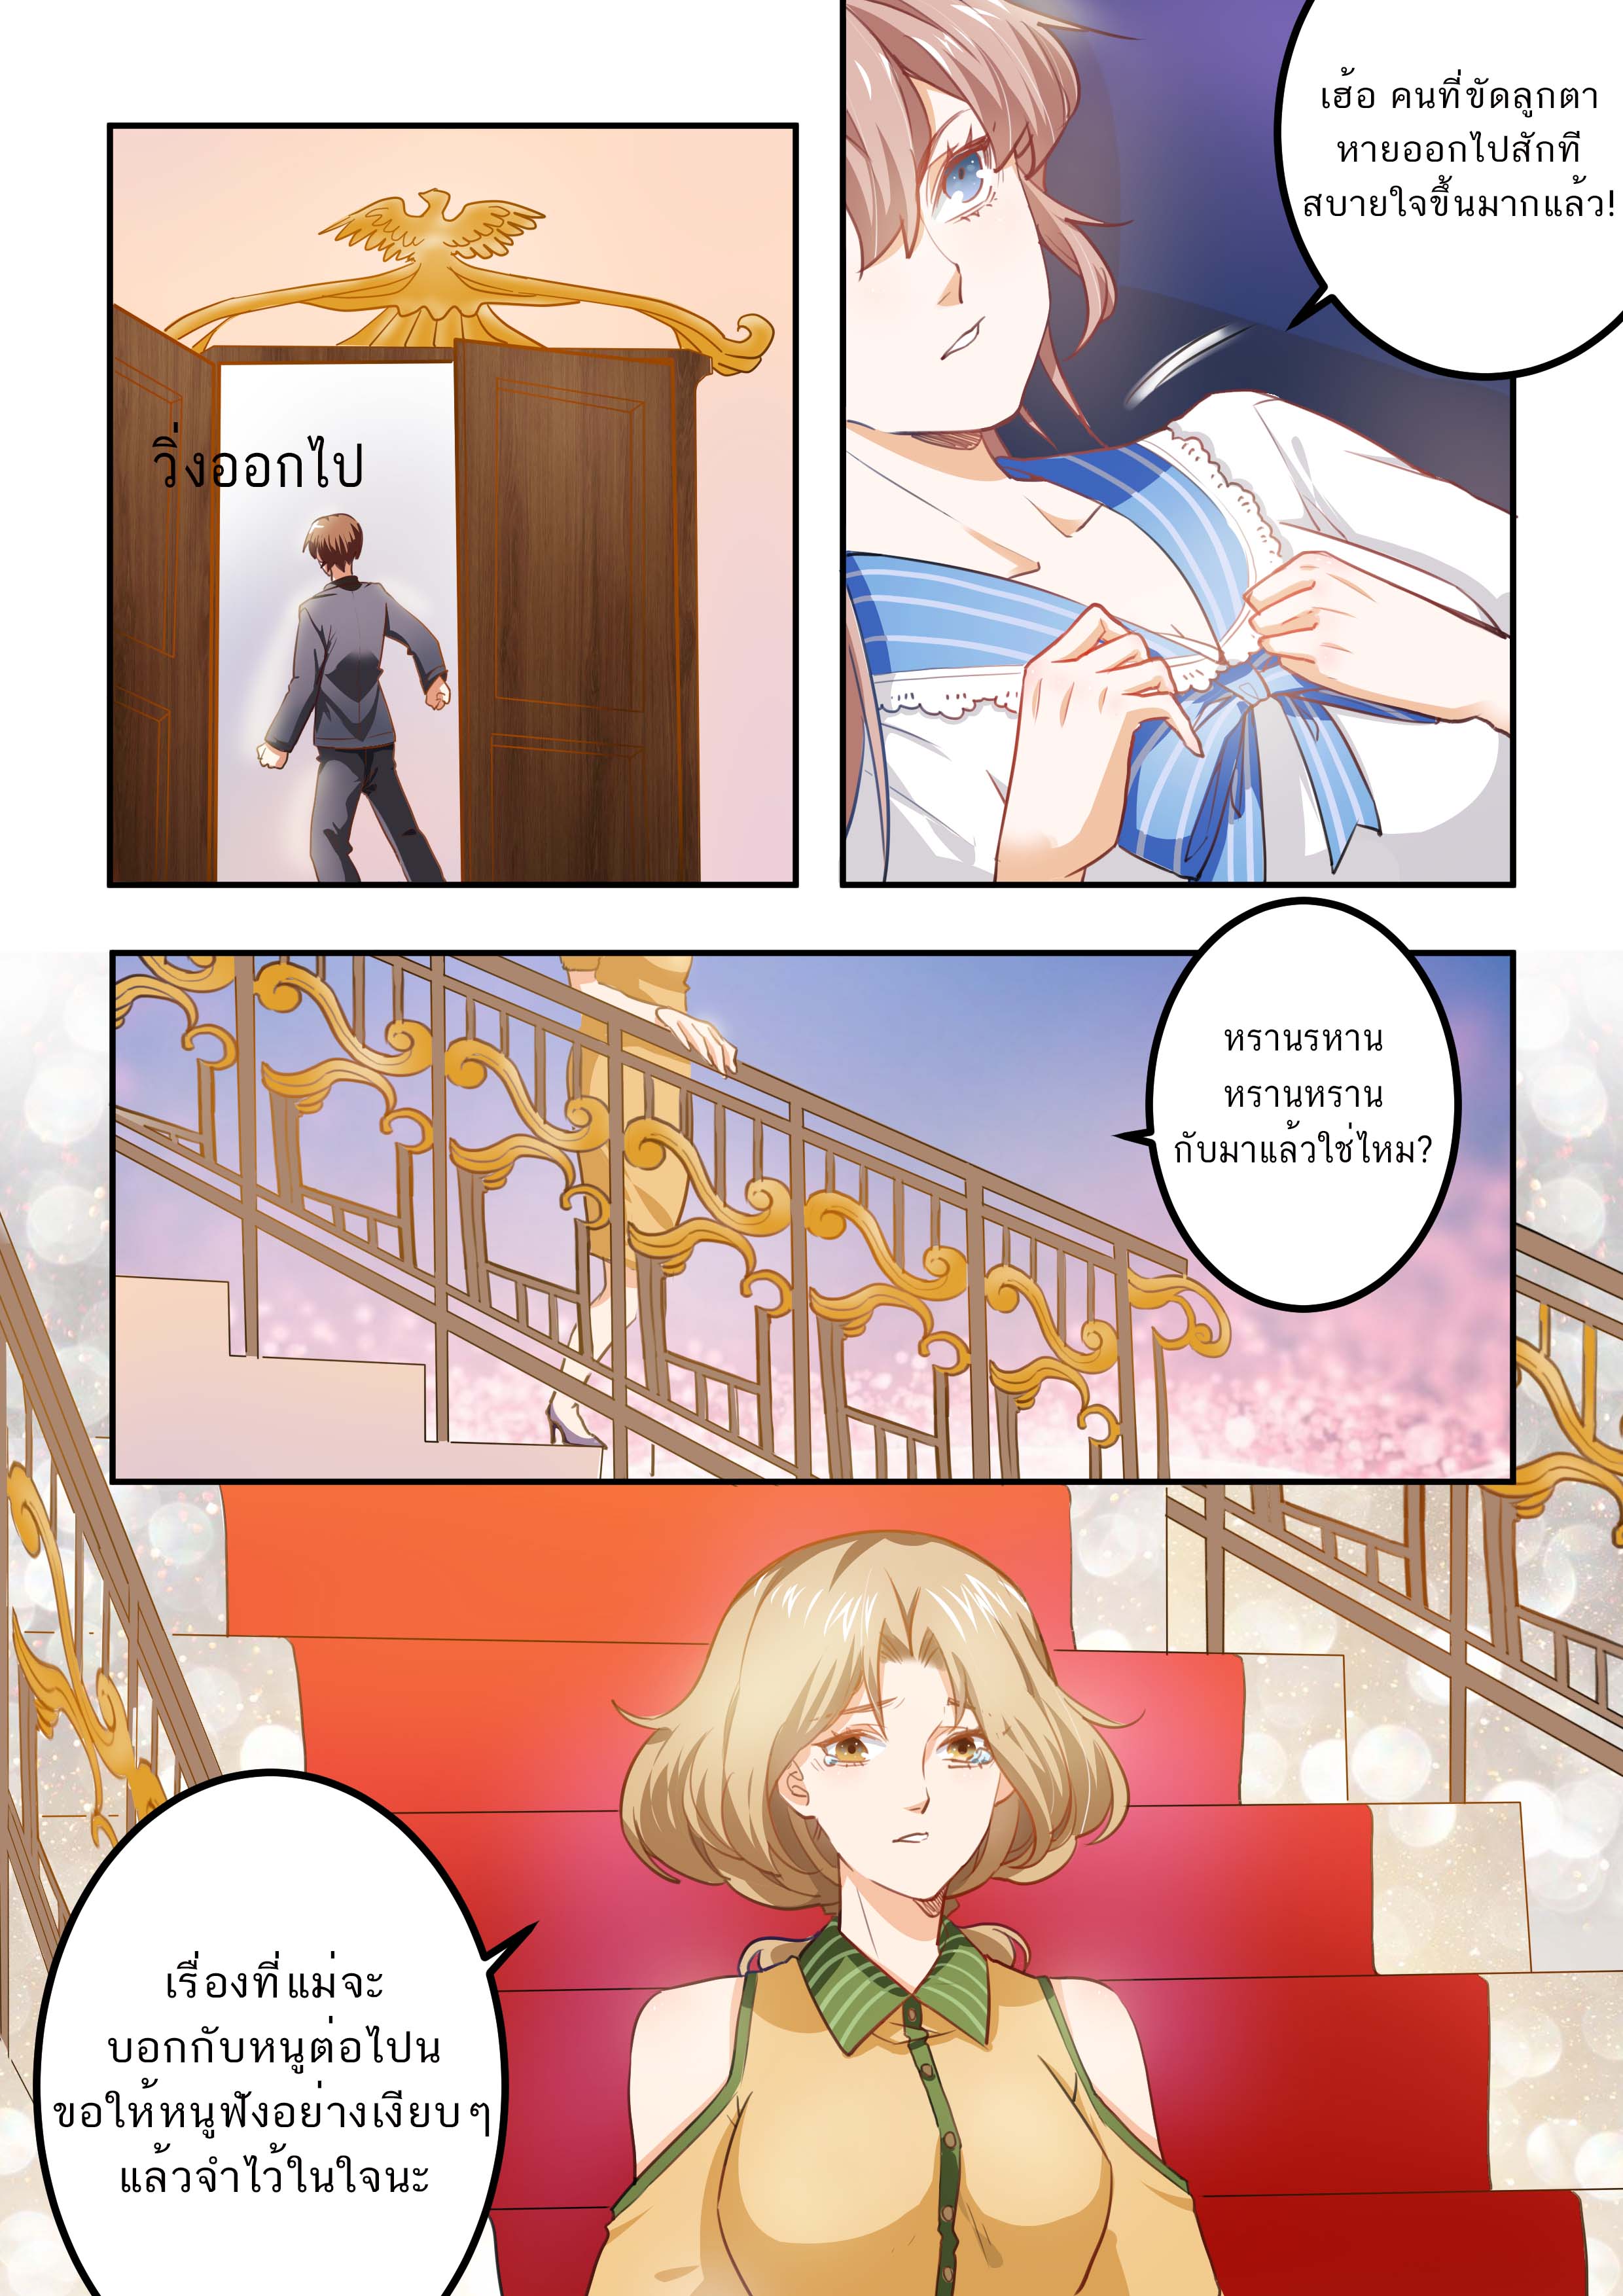 วิ่งออกไป
เฮ้อ คนที่ขัดลูกตา
หายออกไปสักที
สบายใจขึ้นมากแล้ว!
หรานรหาน
หรานหราน
กับมาแล้วใช่ไหม?
เรื่องที่แม่จะ
บอกกับหนูต่อไปน
ขอให้หนูฟังอย่างเงียบๆ
แล้วจำไว้ในใจนะ